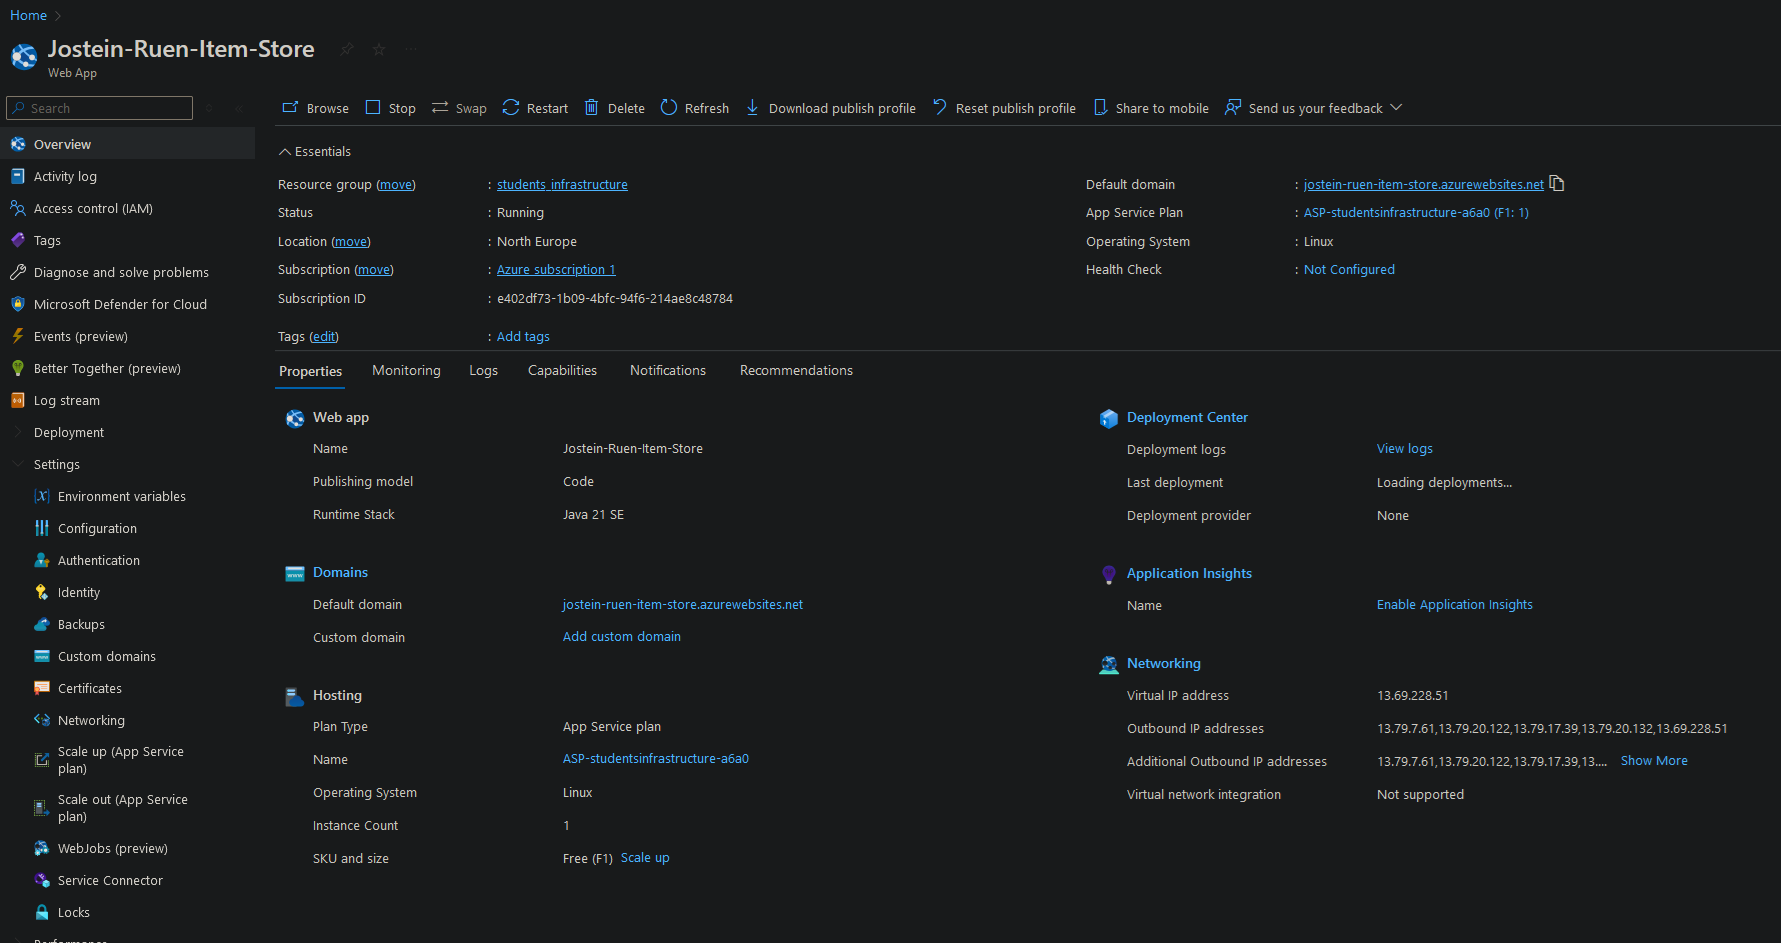 Home
Jostein-Ruen-Item-Store
Web App
Search
Browse Stop Swap Restart Delete Refresh Download publish profile Reset publish profile Share to mobile Send us your feedback
Overview
Activity log
Access control (IAM)
Tags
Diagnose and solve problems
Microsoft Defender for Cloud
Events (preview)
Better Together (preview)
Log stream
Deployment
Settings
Environment variables
Configuration
Authentication
Identity
Backups
Custom domains
Certificates
Networking
Scale up (App Service
plan)
Scale out (App Service
plan)
WebJobs (preview)
Service Connector
Locks
Performance
Essentials
Resource group (move) : students_infrastructure
Status : Running
Location (move) : North Europe
Subscription (move) : Azure subscription 1
Subscription ID : e402df73-1b09-4bfc-94f6-214ae8c48784
Tags (edit) : Add tags
Default domain : jostein-ruen-item-store.azurewebsites.net
App Service Plan : ASP-studentsinfrastructure-a6a0 (F1: 1)
Operating System : Linux
Health Check : Not Configured
Properties Monitoring Logs Capabilities Notifications Recommendations
Web app
Name Jostein-Ruen-Item-Store
Publishing model Code
Runtime Stack Java 21 SE
Domains
Default domain jostein-ruen-item-store.azurewebsites.net
Custom domain Add custom domain
Hosting
Plan Type App Service plan
Name ASP-studentsinfrastructure-a6a0
Operating System Linux
Instance Count 1
SKU and size Free (F1) Scale up
Deployment Center
Deployment logs View logs
Last deployment Loading deployments...
Deployment provider None
Application Insights
Name Enable Application Insights
Networking
Virtual IP address 13.69.228.51
Outbound IP addresses 13.79.7.61,13.79.20.122,13.79.17.39,13.79.20.132,13.69.228.51
Additional Outbound IP addresses 13.79.7.61,13.79.20.122,13.79.17.39,13.... Show More
Virtual network integration Not supported